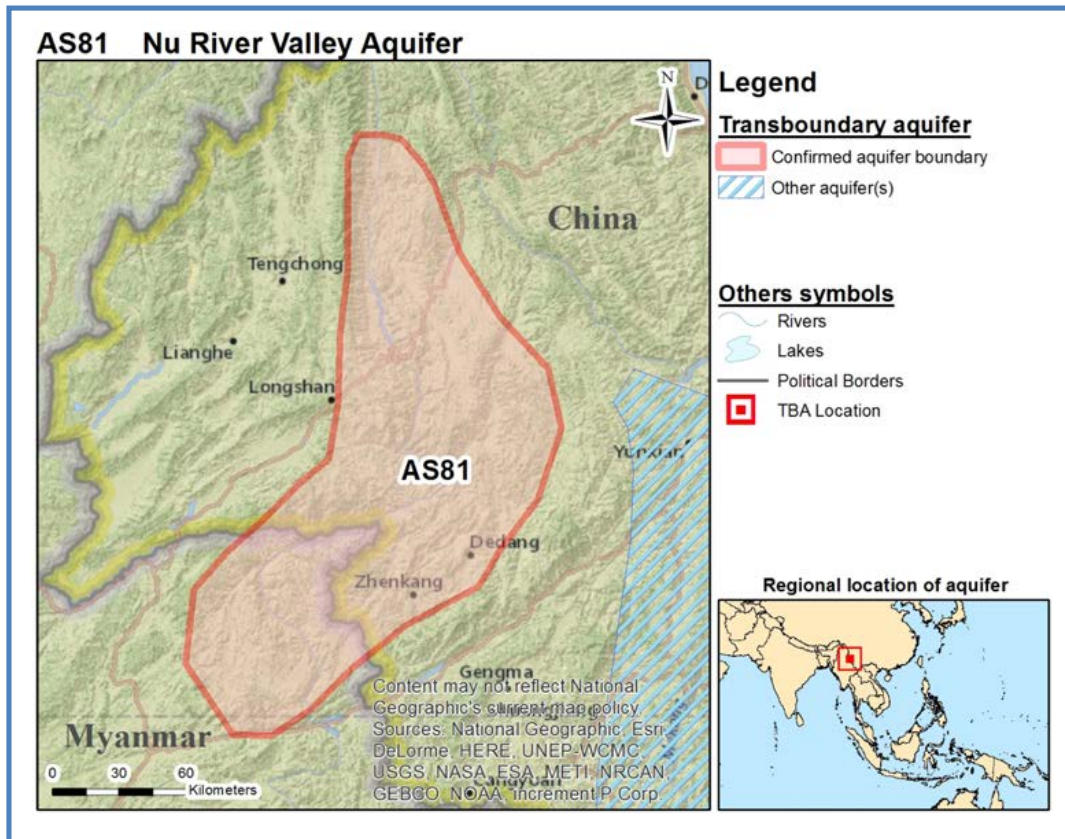 AS81 Nu River Valley Aquifer
N
D
China
Tengchong
Lianghe
Longshan
AS81
Yunxian
Dedang
Zhenkang
Gengma
Myanmar
Content may not reflect National
Geographic's current map policy.
Sources: National Geographic, Esri,
DeLorme, HERE, UNEP-WCMC,
USGS, NASA, ESA, METI, NRCAN,
GEBCO, NOAA, increment P Corp.
Cangyuan
0 30 60
Kilometers
Legend
Transboundary aquifer
Confirmed aquifer boundary
Other aquifer(s)
Others symbols
Rivers
Lakes
Political Borders
TBA Location
Regional location of aquifer